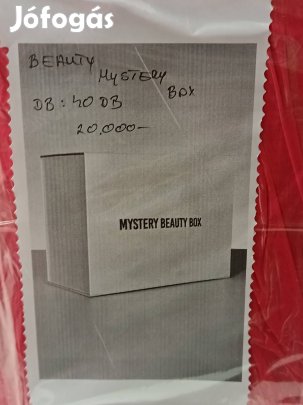 Jófogás
BEAUTY
MYSTERY
BOX
DB: 40 DB
20.000-
MYSTERY BEAUTY BOX